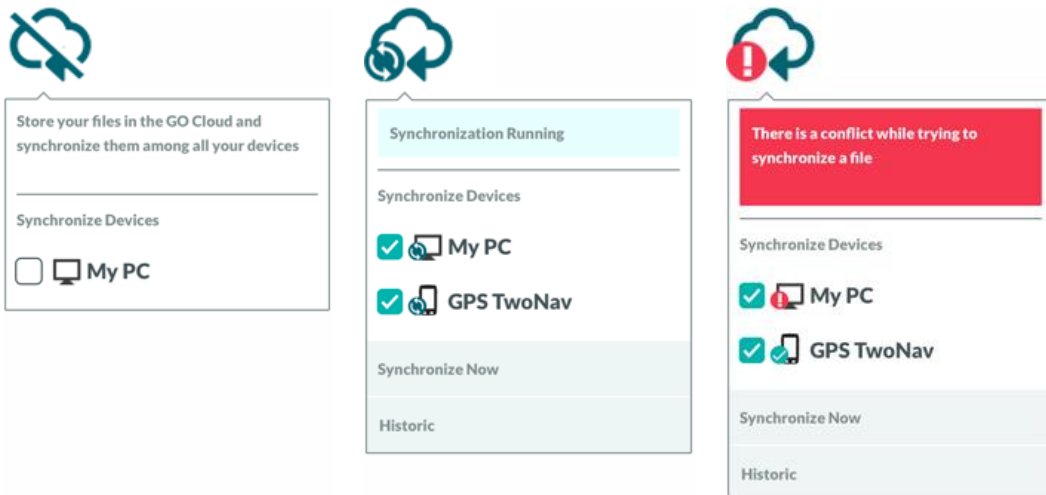 Store your files in the GO Cloud and
synchronize them among all your devices
Synchronize Devices
My PC
Synchronization Running
Synchronize Devices
My PC
GPS TwoNav
Synchronize Now
Historic
There is a conflict while trying to
synchronize a file
Synchronize Devices
My PC
GPS TwoNav
Synchronize Now
Historic